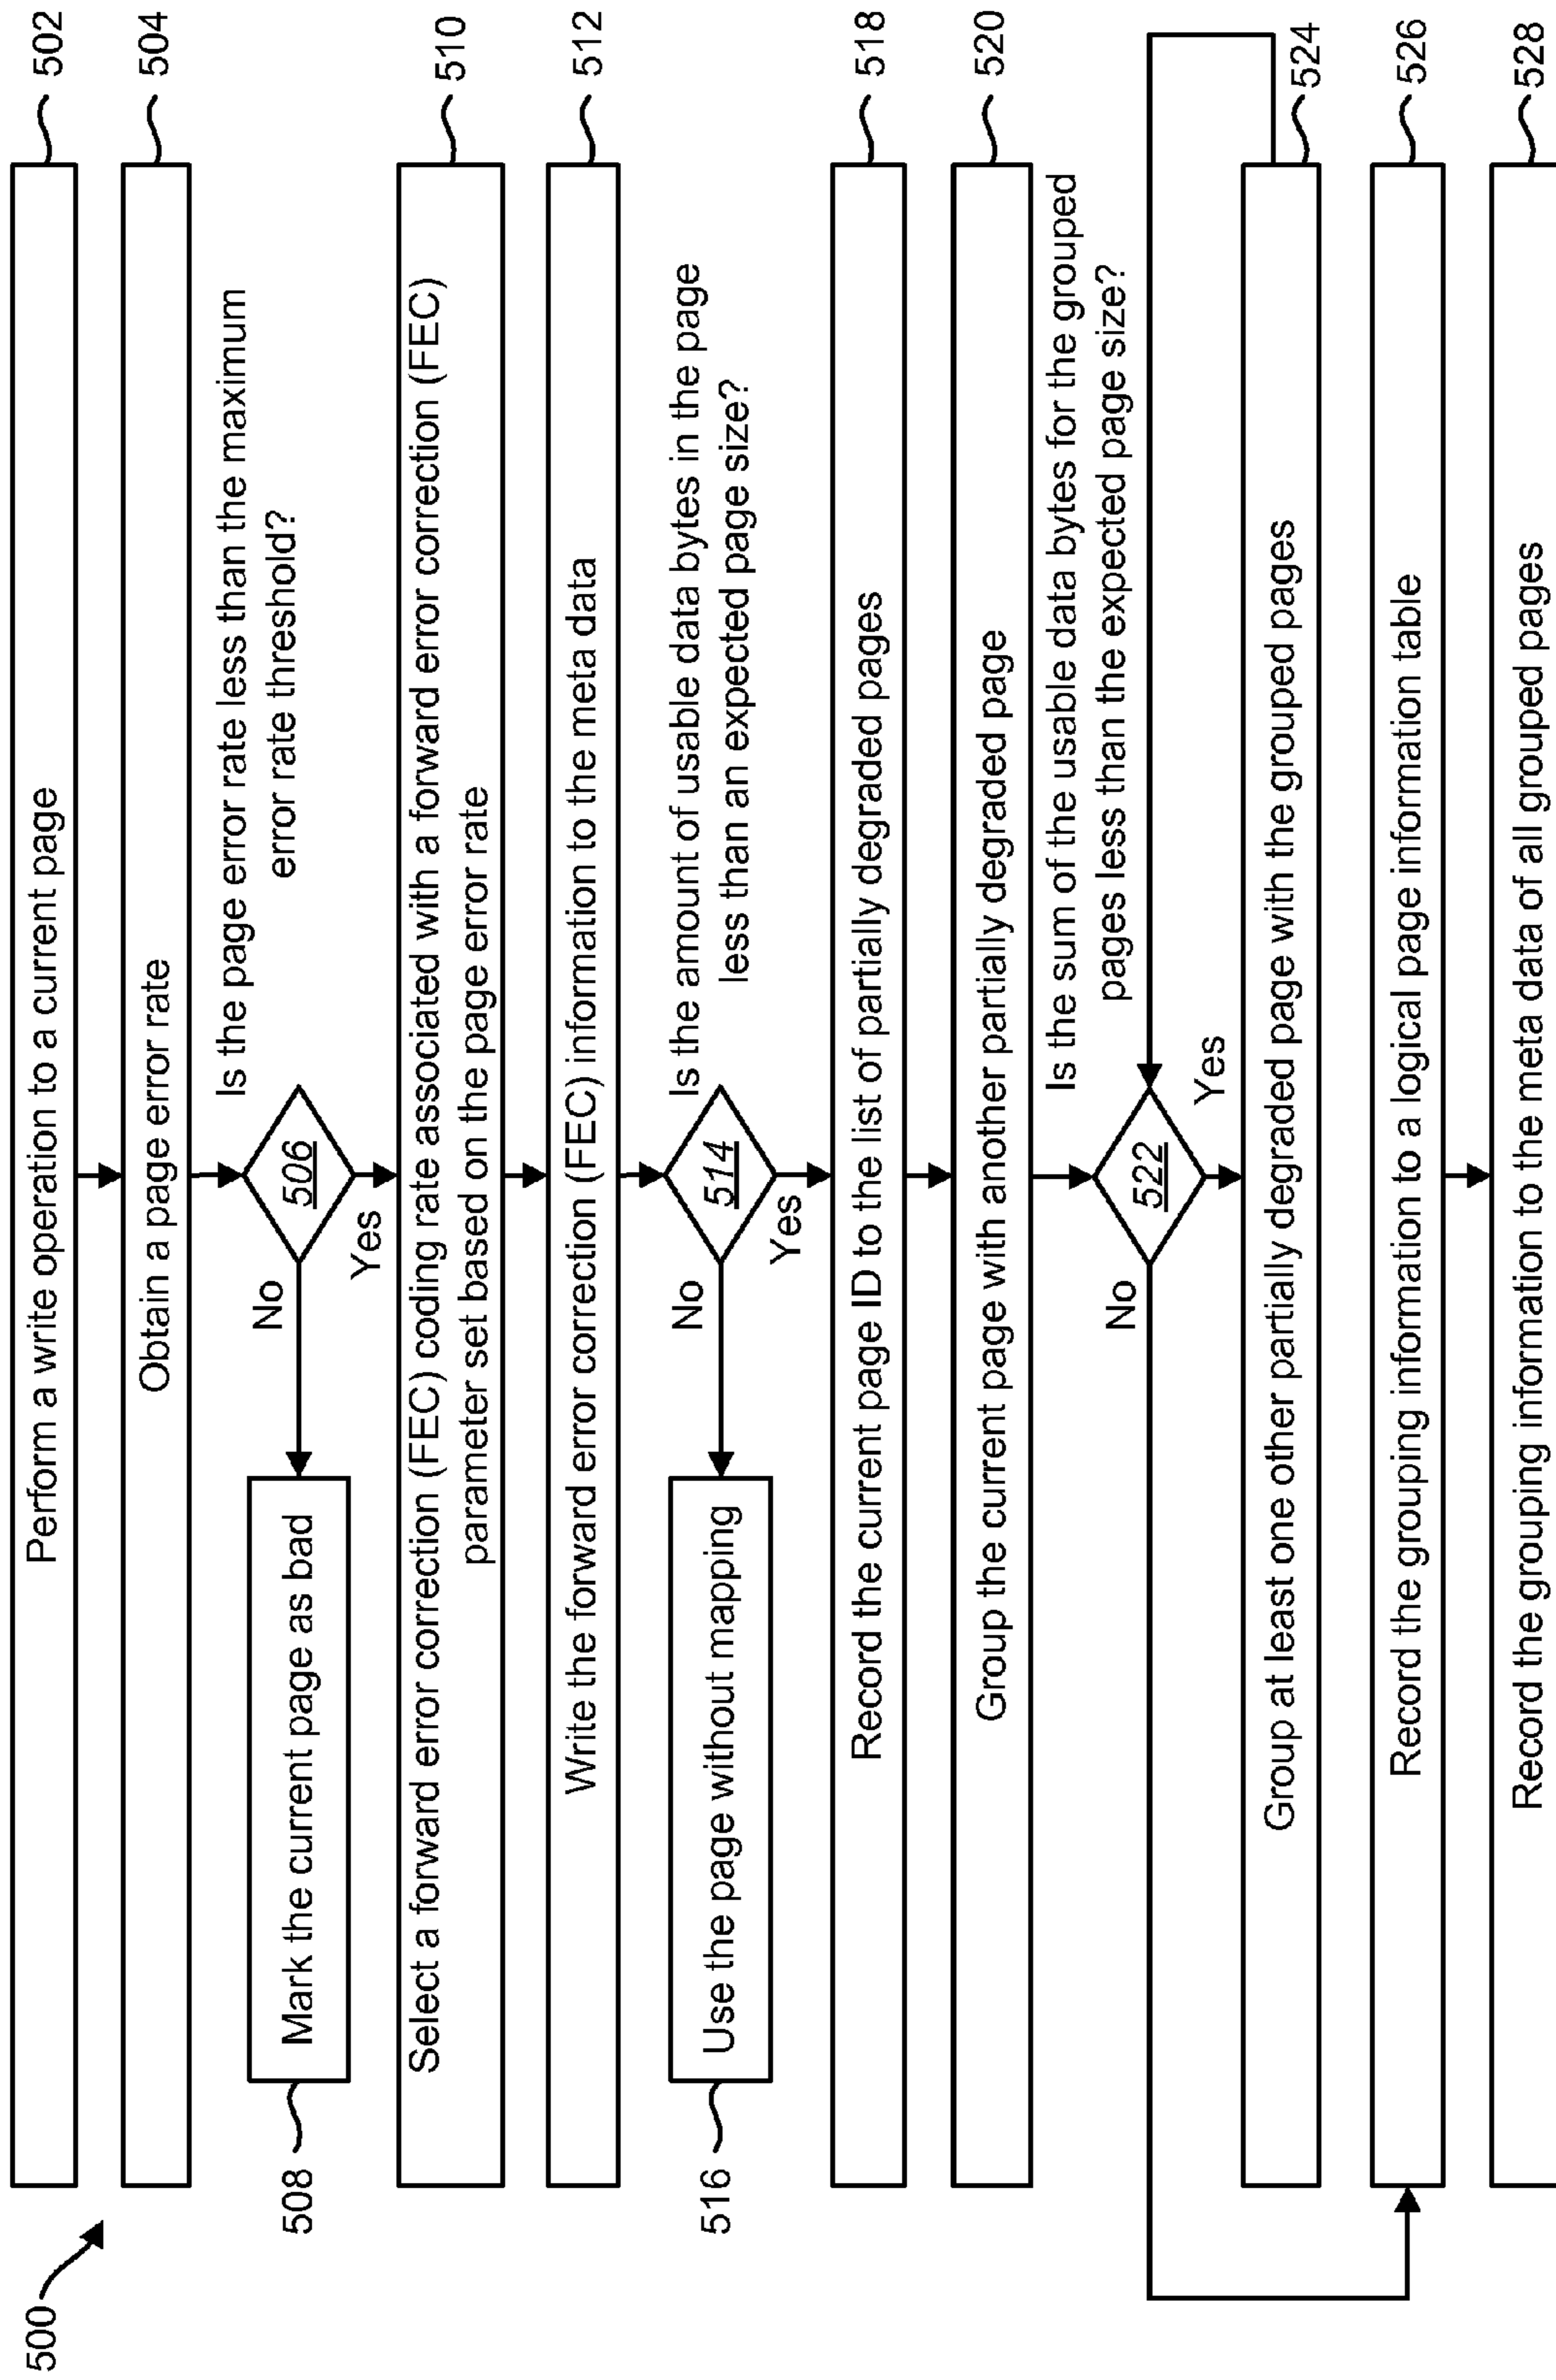 500
Perform a write operation to a current page
502
Obtain a page error rate
504
Is the page error rate less than the maximum
error rate threshold?
506
No
Yes
Mark the current page as bad
508
Select a forward error correction (FEC) coding rate associated with a forward error correction (FEC)
parameter set based on the page error rate
510
Write the forward error correction (FEC) information to the meta data
512
Is the amount of usable data bytes in the page
less than an expected page size?
514
No
Yes
Use the page without mapping
516
Record the current page ID to the list of partially degraded pages
518
Group the current page with another partially degraded page
520
Is the sum of the usable data bytes for the grouped
pages less than the expected page size?
522
No
Yes
Group at least one other partially degraded page with the grouped pages
524
Record the grouping information to a logical page information table
526
Record the grouping information to the meta data of all grouped pages
528